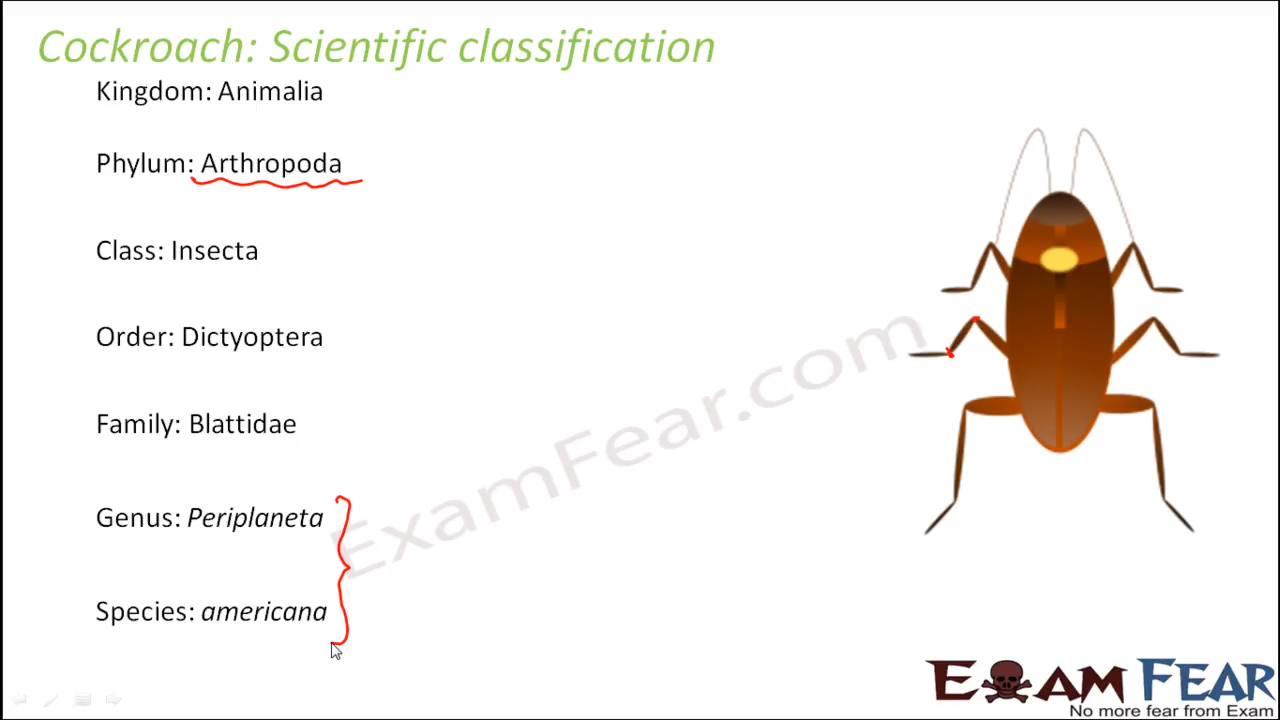 Cockroach: Scientific classification
Kingdom: Animalia
Phylum: Arthropoda
Class: Insecta
Order: Dictyoptera
Family: Blattidae
Genus: Periplaneta
Species: americana
ExamFear.com
EXAM FEAR
No more fear from Exam